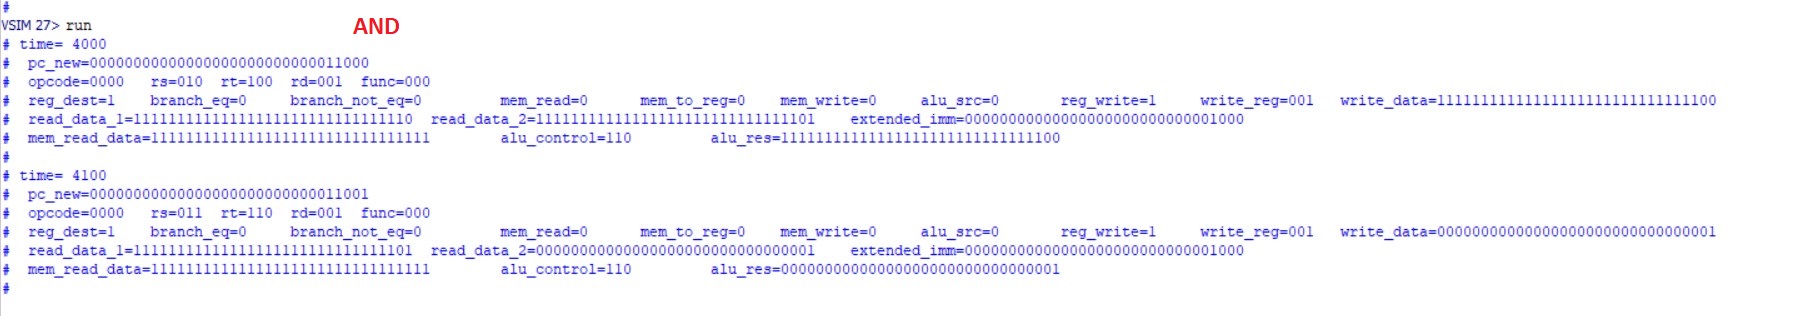 #
VSIM 27> run
AND
# time= 4000
# pc_new=00000000000000000000000000011000
# opcode=0000 rs=010 rt=100 rd=001 func=000
# reg_dest=1 branch_eq=0 branch_not_eq=0 mem_read=0 mem_to_reg=0 mem_write=0 alu_src=0 reg_write=1 write_reg=001 write_data=11111111111111111111111111111100
# read_data_1=11111111111111111111111111111110 read_data_2=11111111111111111111111111111101 extended_imm=00000000000000000000000000001000
# mem_read_data=11111111111111111111111111111111 alu_control=110 alu_res=11111111111111111111111111111100
#
# time= 4100
# pc_new=00000000000000000000000000011001
# opcode=0000 rs=011 rt=110 rd=001 func=000
# reg_dest=1 branch_eq=0 branch_not_eq=0 mem_read=0 mem_to_reg=0 mem_write=0 alu_src=0 reg_write=1 write_reg=001 write_data=00000000000000000000000000000001
# read_data_1=11111111111111111111111111111101 read_data_2=00000000000000000000000000000001 extended_imm=00000000000000000000000000001000
# mem_read_data=11111111111111111111111111111111 alu_control=110 alu_res=00000000000000000000000000000001
#